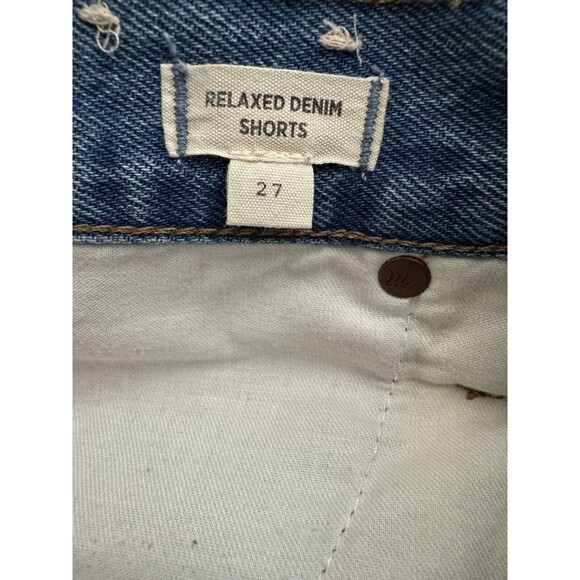 RELAXED DENIM
SHORTS
27
m